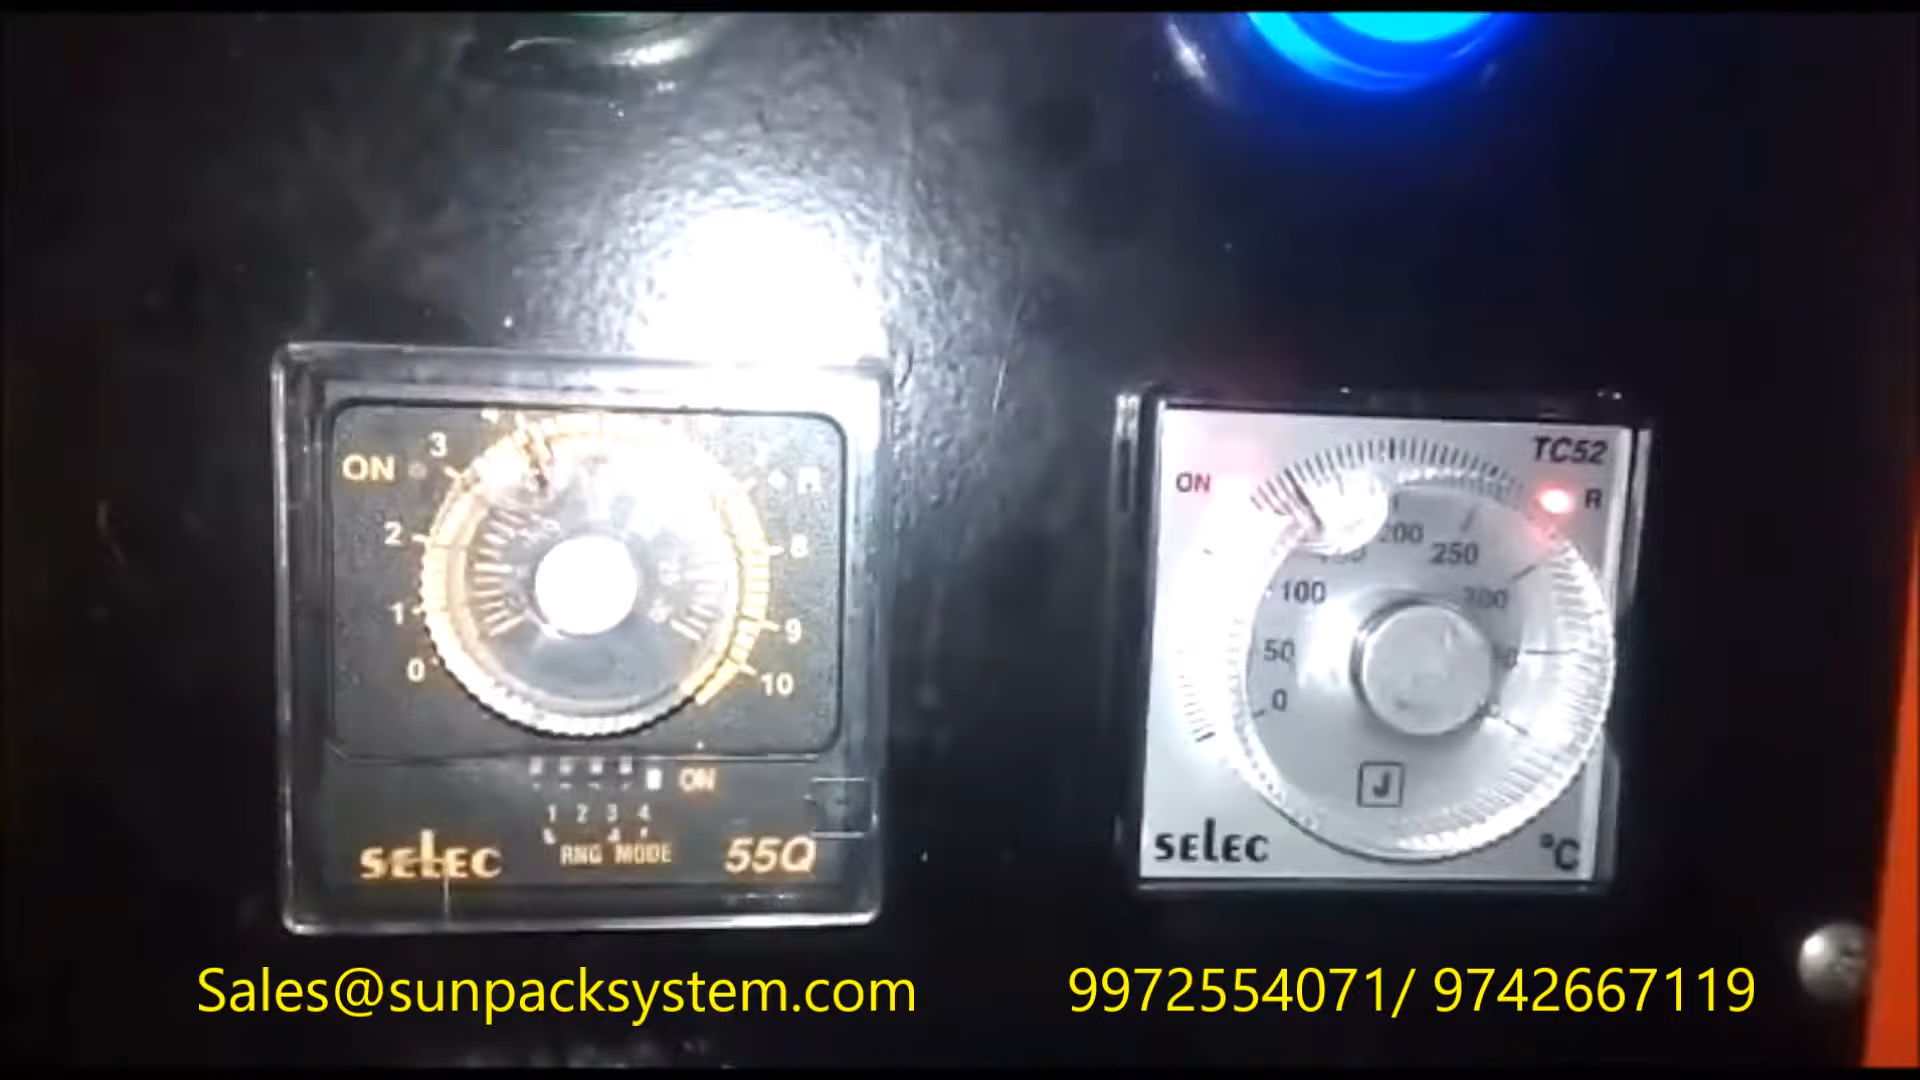 ON
3
2
1
0
R
8
9
10
ON
1 2 3 4
RNG MODE
SELEC
55Q
TC52
ON
R
200
250
100
300
50
0
J
SELEC
°C
Sales@sunpacksystem.com
9972554071/ 9742667119